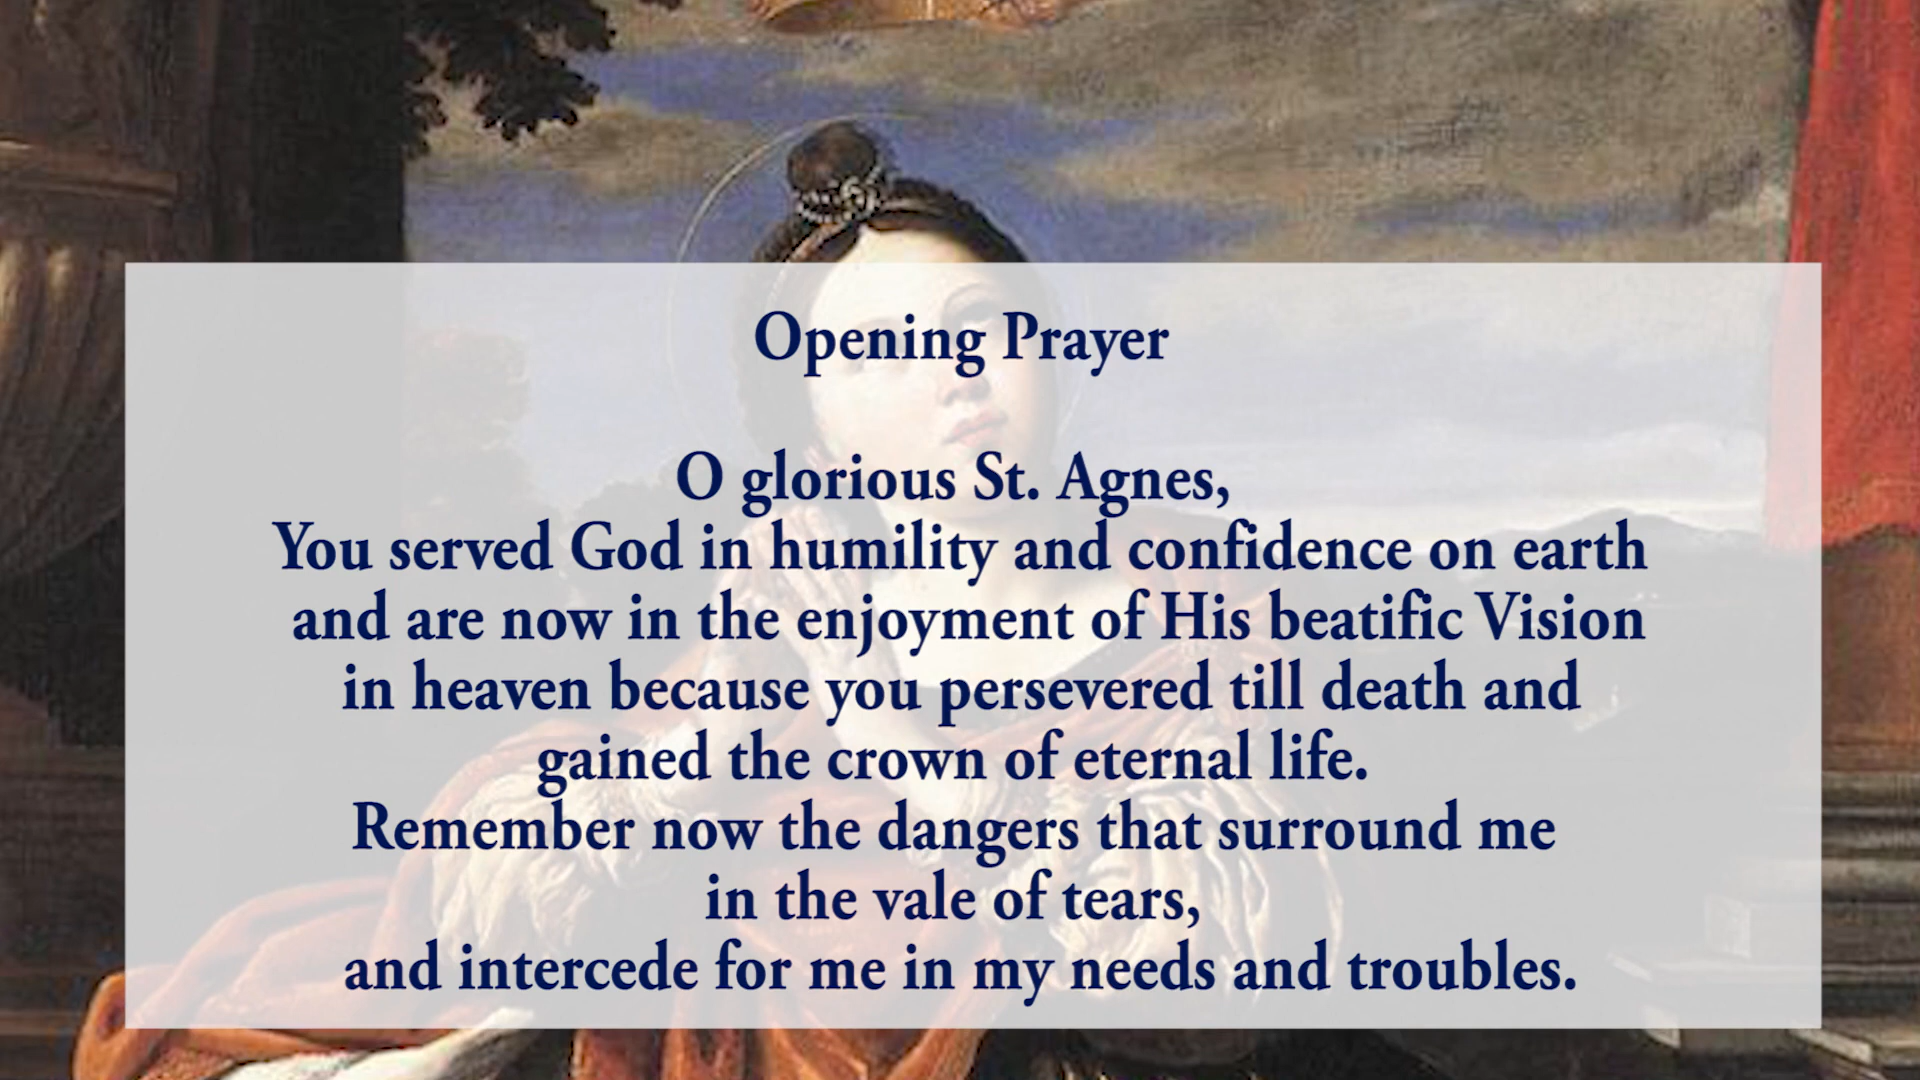 Opening Prayer
O glorious St. Agnes,
You served God in humility and confidence on earth
and are now in the enjoyment of His beatific Vision
in heaven because you persevered till death and
gained the crown of eternal life.
Remember now the dangers that surround me
in the vale of tears,
and intercede for me in my needs and troubles.